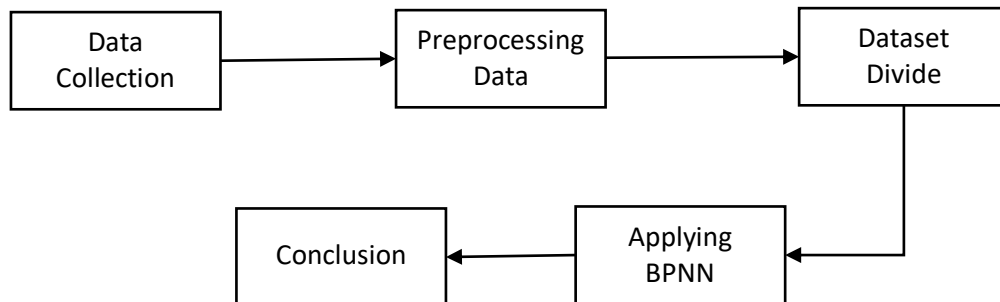 Data
Collection
Preprocessing
Data
Dataset
Divide
Applying
BPNN
Conclusion